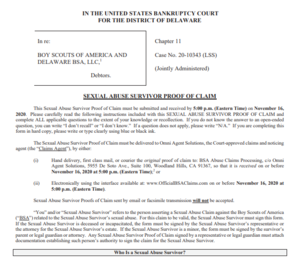 IN THE UNITED STATES BANKRUPTCY COURT
FOR THE DISTRICT OF DELAWARE
In re:
BOY SCOUTS OF AMERICA AND
DELAWARE BSA, LLC,¹
Debtors.
Chapter 11
Case No. 20-10343 (LSS)
(Jointly Administered)
SEXUAL ABUSE SURVIVOR PROOF OF CLAIM
This Sexual Abuse Survivor Proof of Claim must be submitted and received by 5:00 p.m. (Eastern Time) on November 16,
2020. Please carefully read the following instructions included with this SEXUAL ABUSE SURVIVOR PROOF OF CLAIM and
complete ALL applicable questions to the extent of your knowledge or recollection. If you do not know the answer to an open-ended
question, you can write "I don't recall" or "I don't know." If a question does not apply, please write "N/A." If you are completing this
form in hard copy, please write or type clearly using blue or black ink.
The Sexual Abuse Survivor Proof of Claim must be delivered to Omni Agent Solutions, the Court-approved claims and noticing
agent (the "Claims Agent"), by either
(i) Hand delivery, first class mail, or courier the original proof of claim to BSA Abuse Claims Processing, c/o Omni
Agent Solutions, 5955 De Soto Ave., Suite 100, Woodland Hills, CA 91367, so that it is received on or before
November 16, 2020 at 5:00 p.m. (Eastern Time); or
(ii) Electronically using the interface available at: www.OfficialBSAClaims.com on or before November 16, 2020 at
5:00 p.m. (Eastern Time).
Sexual Abuse Survivor Proofs of Claim sent by email or facsimile transmission will not be accepted.
"You" and/or "Sexual Abuse Survivor" refers to the person asserting a Sexual Abuse Claim against the Boy Scouts of America
("BSA") related to the Sexual Abuse Survivor's sexual abuse. For this claim to be valid, the Sexual Abuse Survivor must sign this form.
If the Sexual Abuse Survivor is deceased or incapacitated, the form must be signed by the Sexual Abuse Survivor's representative or
the attorney for the Sexual Abuse Survivor's estate. If the Sexual Abuse Survivor is a minor, the form must be signed by the survivor's
parent or legal guardian, or attorney. Any Sexual Abuse Survivor Proof of Claim signed by a representative or legal guardian must attach
documentation establishing such person's authority to sign the claim for the Sexual Abuse Survivor.
Who Is a Sexual Abuse Survivor?